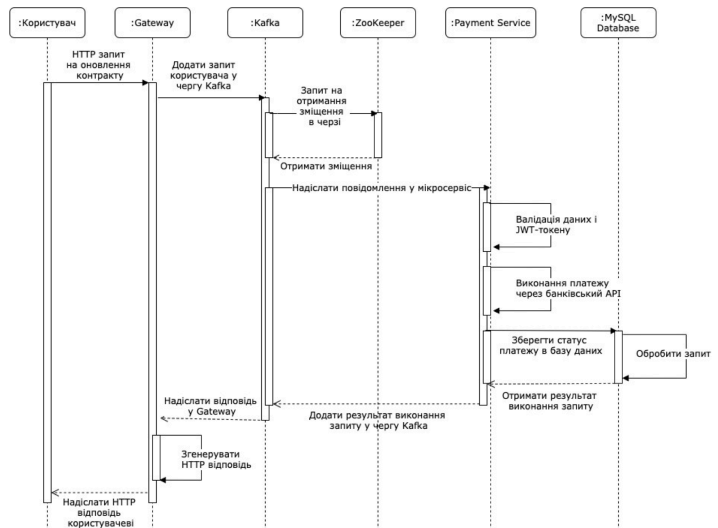 :Користувач
:Gateway
:Kafka
:ZooKeeper
:Payment Service
:MySQL
Database
HTTP запит
на оновлення
контракту
Додати запит
користувача у
чергу Kafka
Запит на
отримання
зміщення
в черзі
Отримати зміщення
Надіслати повідомлення у мікросервіс
Валідація даних і
JWT-токену
Виконання платежу
через банківський API
Зберегти статус
платежу в базу даних
Обробити запит
Отримати результат
виконання запиту
Додати результат виконання
запиту у чергу Kafka
Надіслати відповідь
у Gateway
Згенерувати
HTTP відповідь
Надіслати HTTP
відповідь
користувачеві